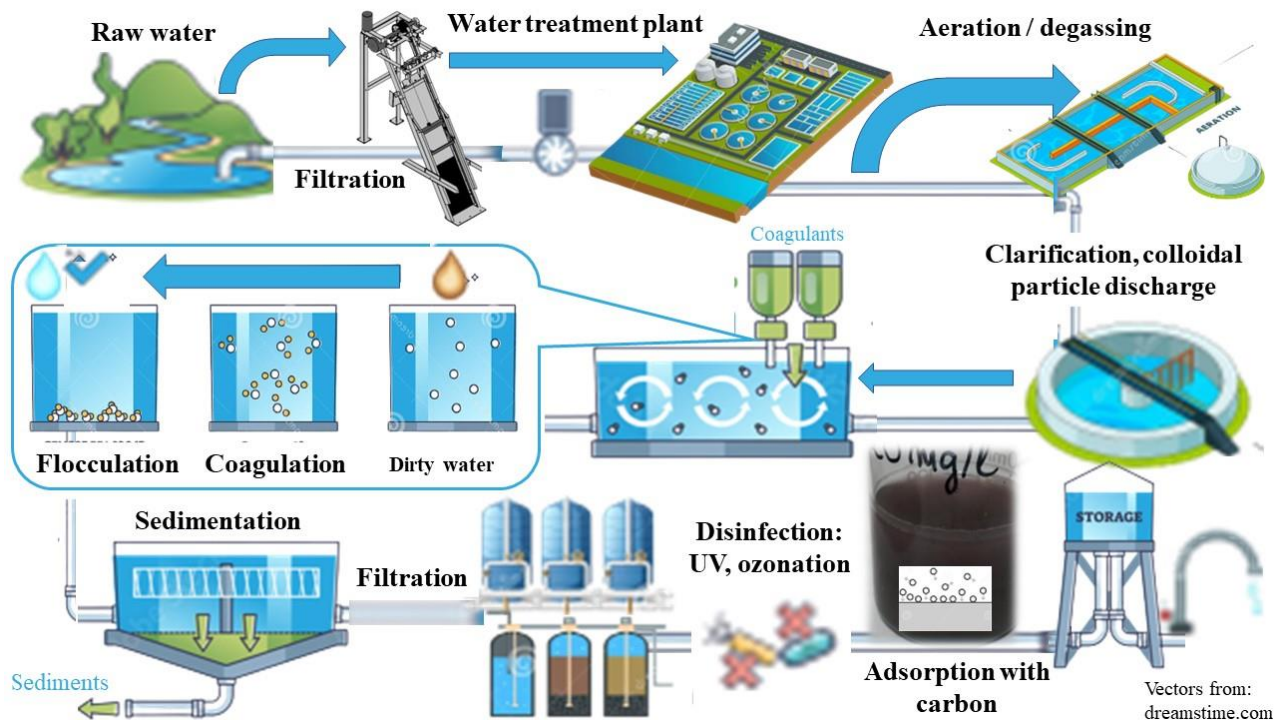 Raw water
Water treatment plant
Aeration / degassing
Filtration
AERATION
Coagulants
Clarification, colloidal
particle discharge
Flocculation
Coagulation
Dirty water
mg/l
Sedimentation
Filtration
Disinfection:
UV, ozonation
STORAGE
Adsorption with
carbon
Sediments
Vectors from:
dreamstime.com